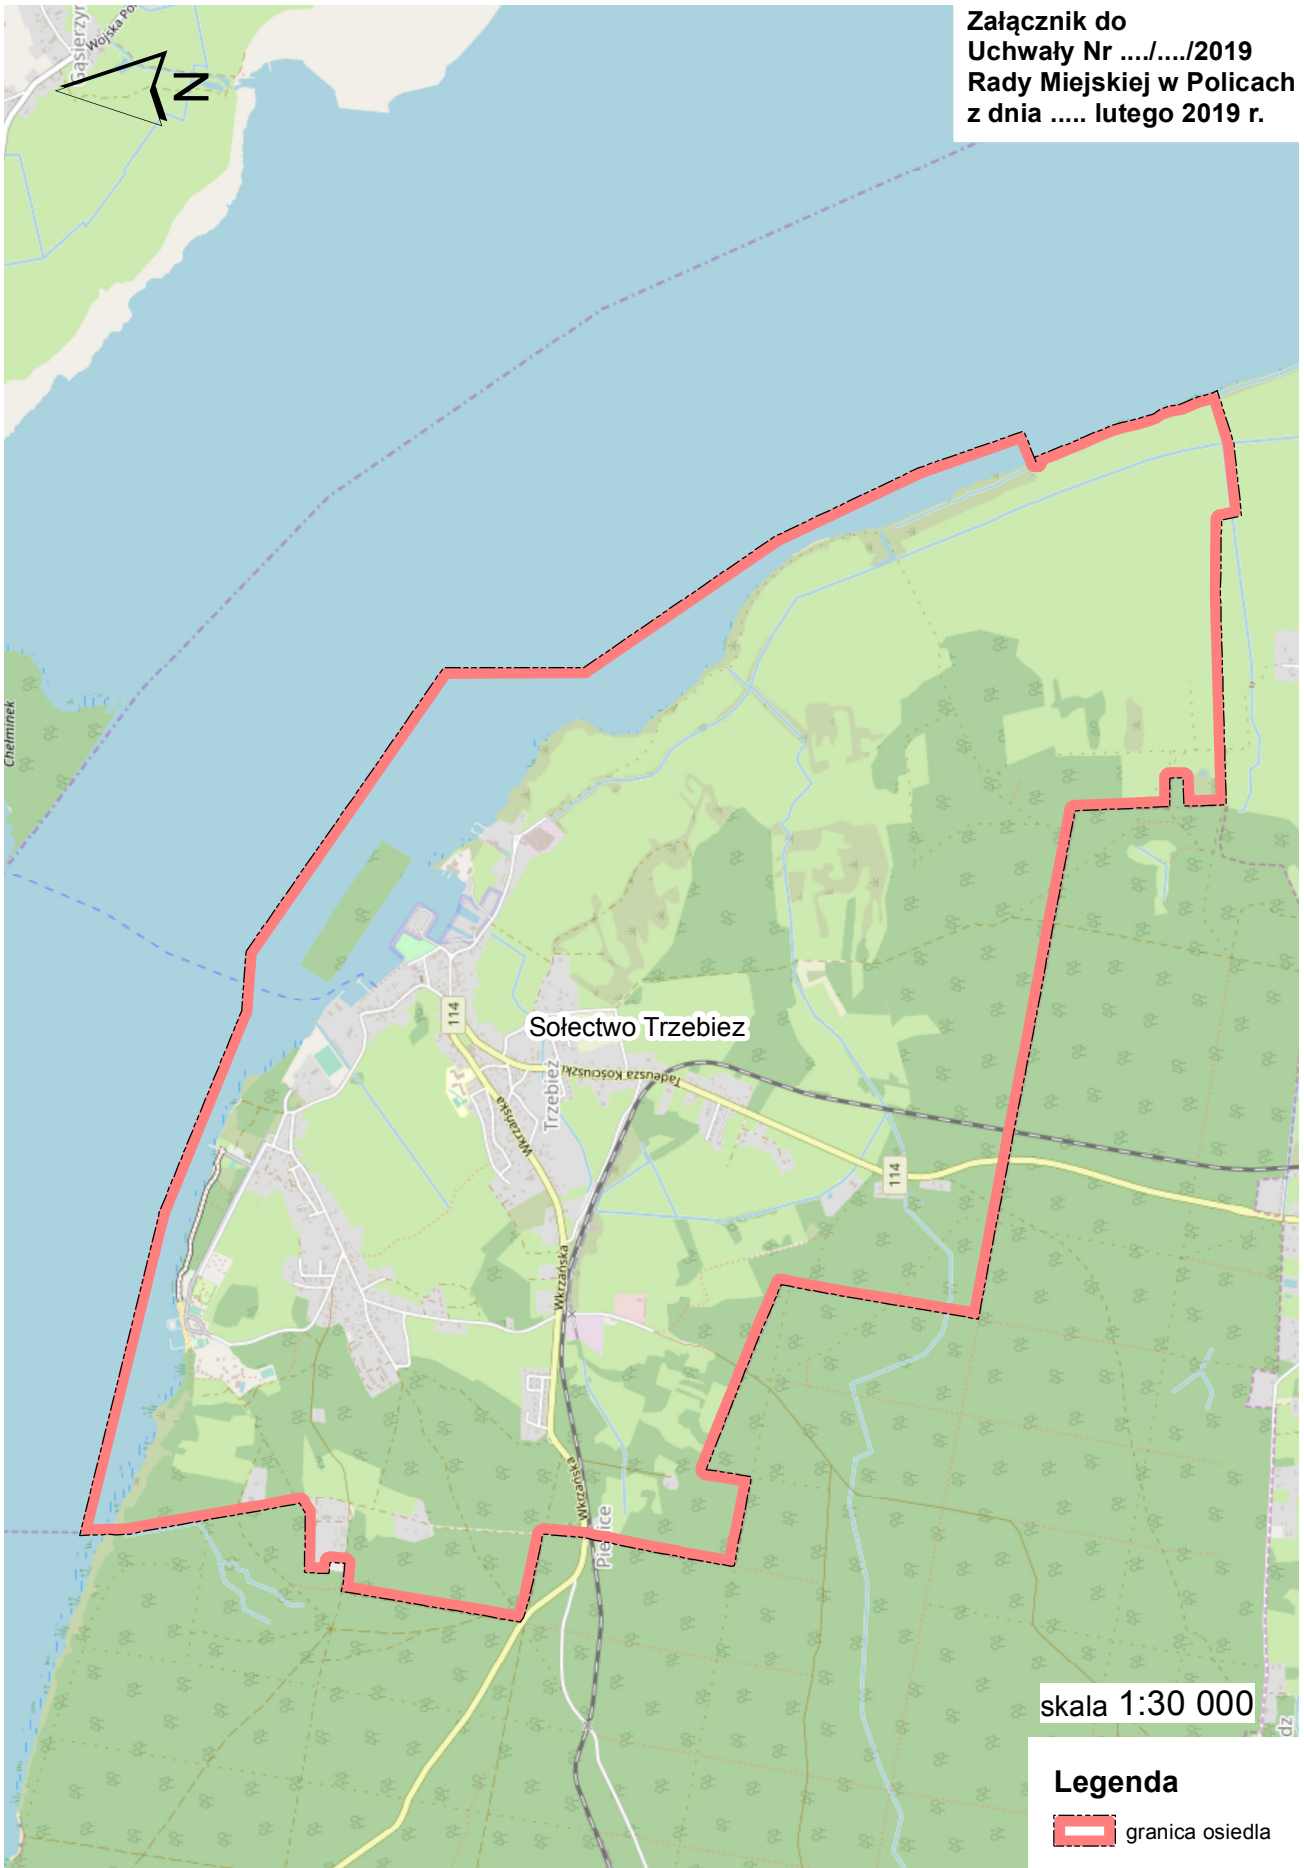 Załącznik do
Uchwały Nr ..../..../2019
Rady Miejskiej w Policach
z dnia ..... lutego 2019 r.
N
Chełminek
Sołectwo Trzebiez
Trzebież
114
Tadeusza Kościuszki
Wkrzańska
114
Wkrzańska
Wkrzańska
skala 1:30 000
Legenda
granica osiedla